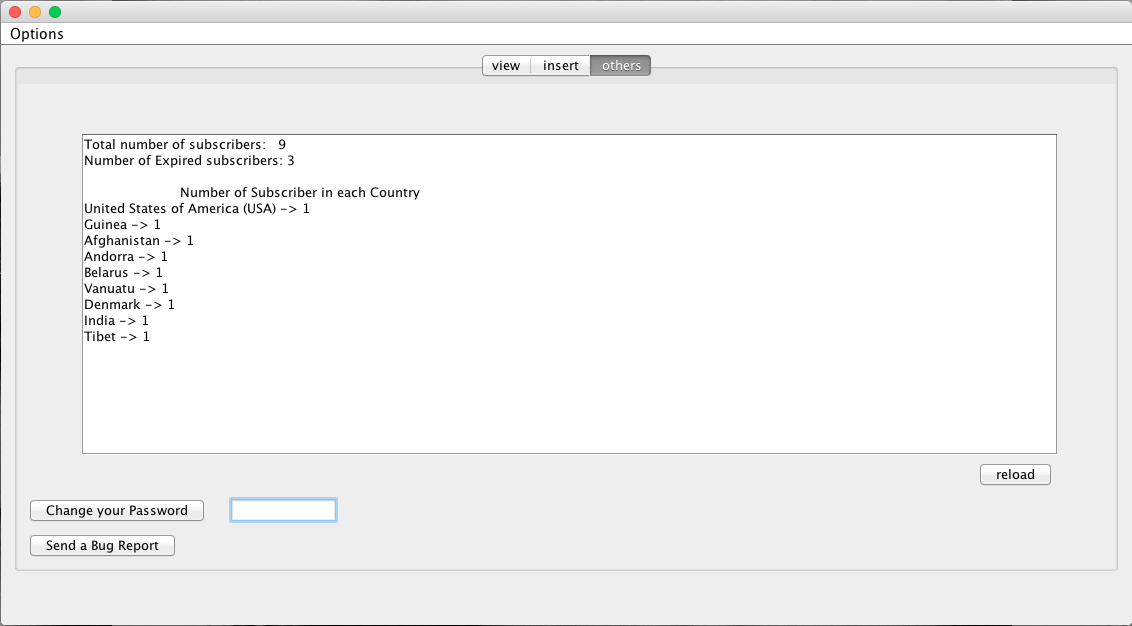 Options
view insert others
Total number of subscribers: 9
Number of Expired subscribers: 3
Number of Subscriber in each Country
United States of America (USA) -> 1
Guinea -> 1
Afghanistan -> 1
Andorra -> 1
Belarus -> 1
Vanuatu -> 1
Denmark -> 1
India -> 1
Tibet -> 1
reload
Change your Password
Send a Bug Report